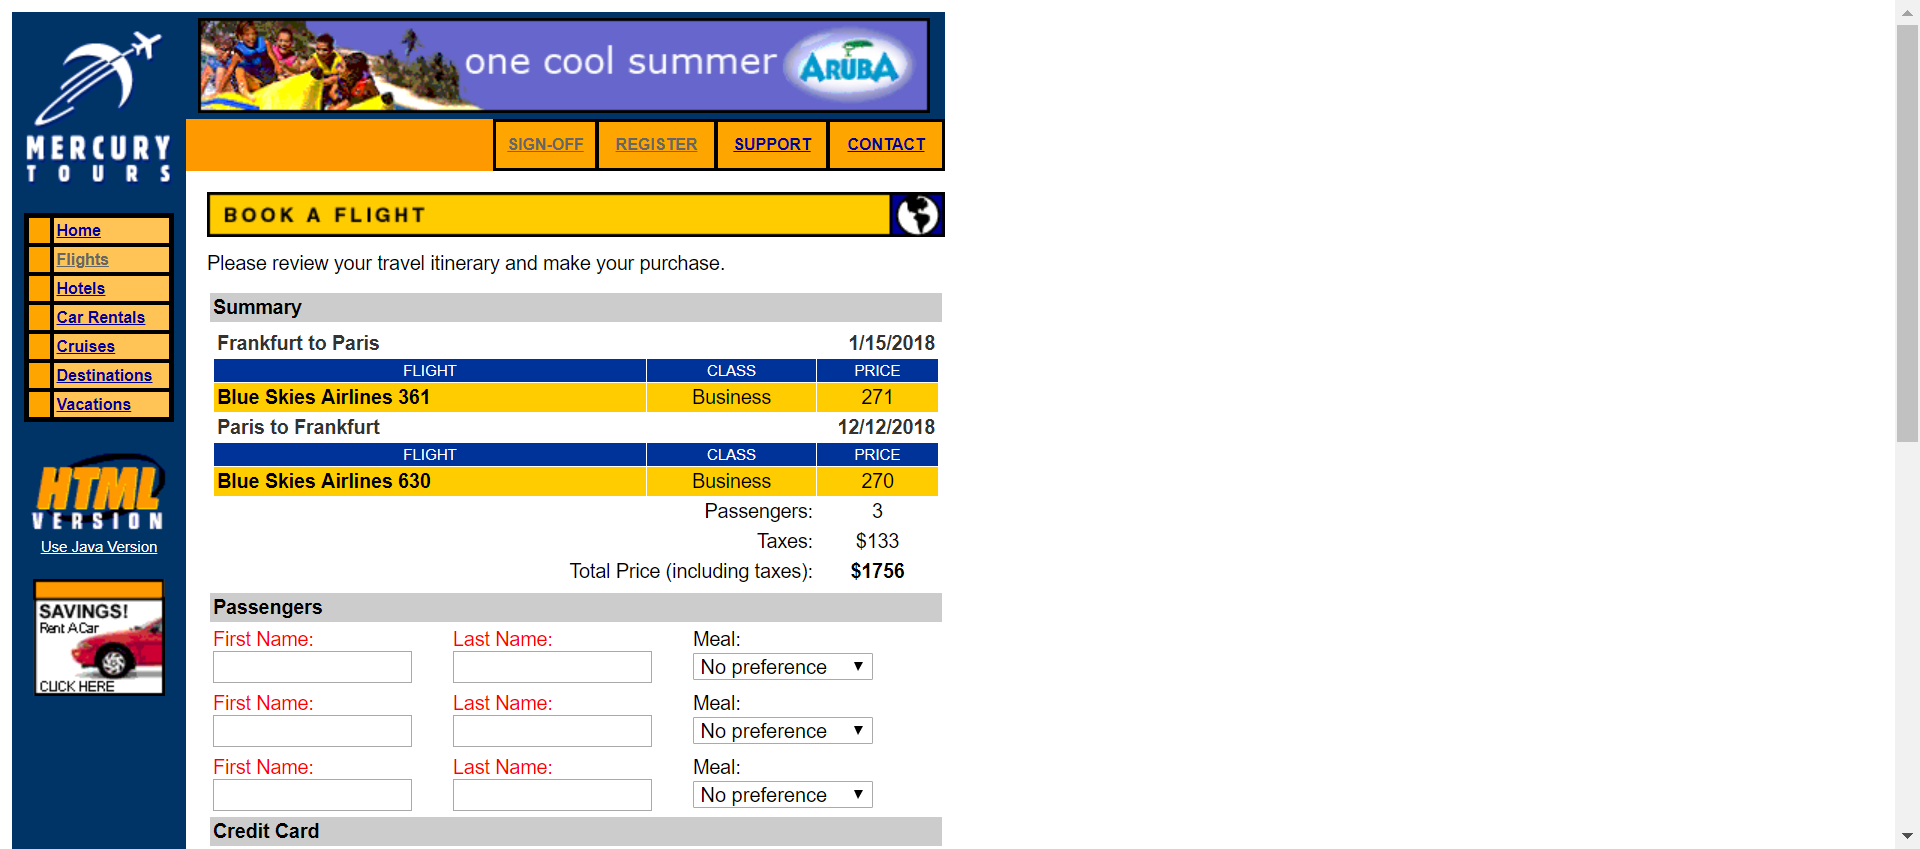 MERCURY
TOURS
one cool summer
ARUBA
SIGN-OFF
REGISTER
SUPPORT
CONTACT
Home
Flights
Hotels
Car Rentals
Cruises
Destinations
Vacations
HTML
VERSION
Use Java Version
SAVINGS!
Rent A Car
CLICK HERE
BOOK A FLIGHT
Please review your travel itinerary and make your purchase.
Summary
Frankfurt to Paris 1/15/2018
FLIGHT CLASS PRICE
Blue Skies Airlines 361 Business 271
Paris to Frankfurt 12/12/2018
FLIGHT CLASS PRICE
Blue Skies Airlines 630 Business 270
Passengers: 3
Taxes: $133
Total Price (including taxes): $1756
Passengers
First Name: Last Name: Meal:
No preference
First Name: Last Name: Meal:
No preference
First Name: Last Name: Meal:
No preference
Credit Card